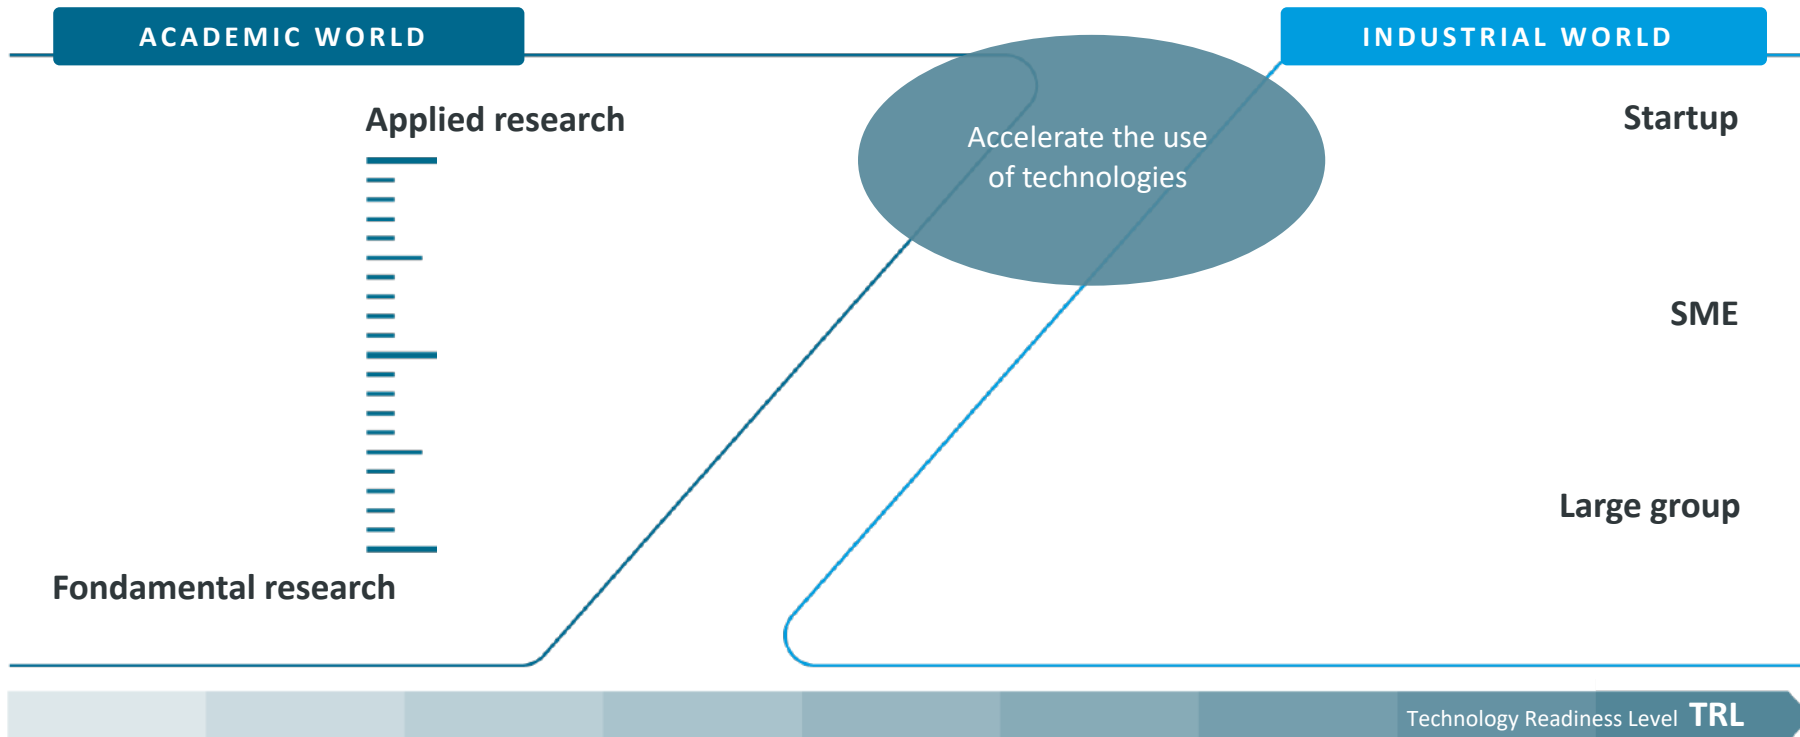 ACADEMIC WORLD
INDUSTRIAL WORLD
Applied research
Startup
Accelerate the use
of technologies
SME
Large group
Fondamental research
Technology Readiness Level TRL